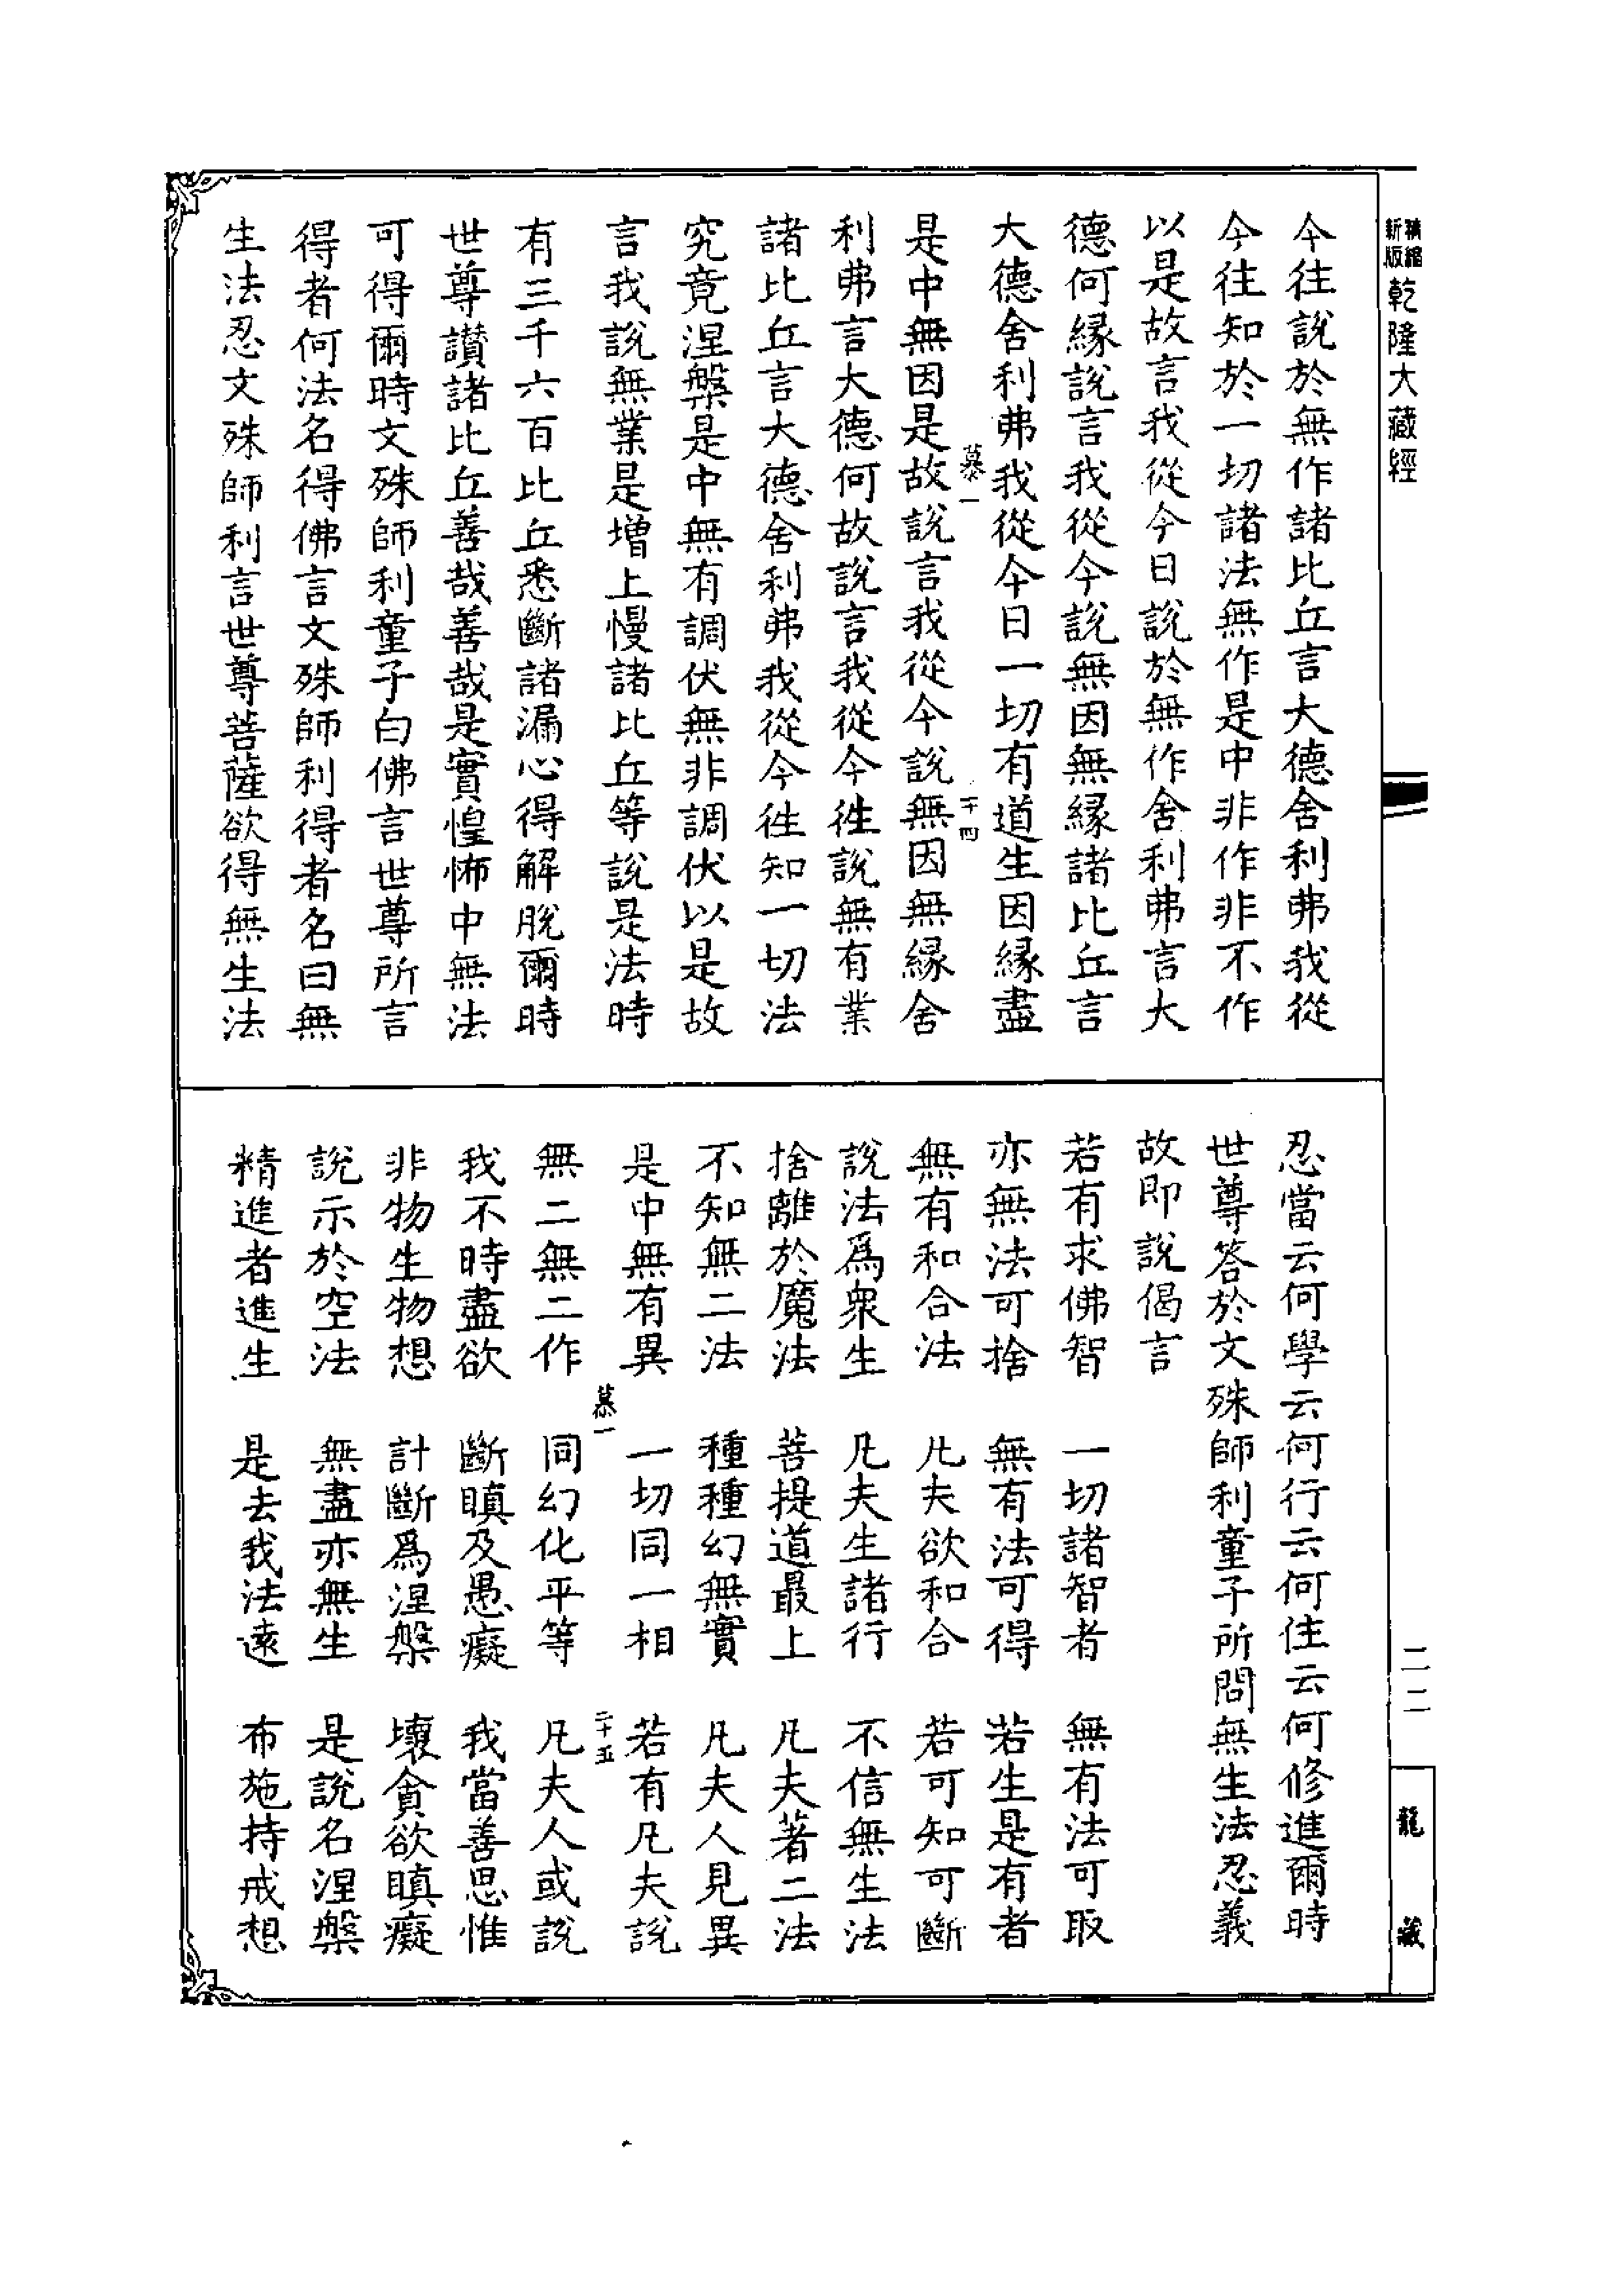 精縮新版乾隆大藏經
今往說於無作諸比丘言大德舍利弗我從
今往知於一切諸法無作是中非作非不作
以是故言我從今日說於無作舍利弗言大
德何緣說言我從今說無因無緣諸比丘言
大德舍利弗我從今日一切有道生因緣盡
慕一
二十四
是中無因是故說言我從今說無因無緣舍
利弗言大德何故說言我從今徃說無有業
諸比丘言大德舍利弗我從今徃知一切法
究竟涅槃是中無有調伏無非調伏以是故
言我說無業是增上慢諸比丘等說是法時
有三千六百比丘悉斷諸漏心得解脫爾時
世尊讚諸比丘善哉善哉是實惶怖中無法
可得爾時文殊師利童子白佛言世尊所言
得者何法名得佛言文殊師利得者名曰無
生法忍文殊師利言世尊菩薩欲得無生法
忍當云何學云何行云何住云何修進爾時
世尊答於文殊師利童子所問無生法忍義
故即說偈言
若有求佛智 一切諸智者 無有法可取
亦無法可捨 無有法可得 若生是有者
無有和合法 凡夫欲和合 若可知可斷
說法爲衆生 凡夫生諸行 不信無生法
捨離於魔法 菩提道最上 凡夫著二法
不知無二法 種種幻無實 凡夫人見異
是中無有異 一切同一相 若有凡夫說
慕一
二十五
無二無二作 同幻化平等 凡夫人或說
我不時盡欲 斷瞋及愚癡 我當善思惟
非物生物想 計斷爲涅槃 壞貪欲瞋癡
說示於空法 無盡亦無生 是說名涅槃
精進者進生 是去我法遠 布施持戒想
二二
龍藏